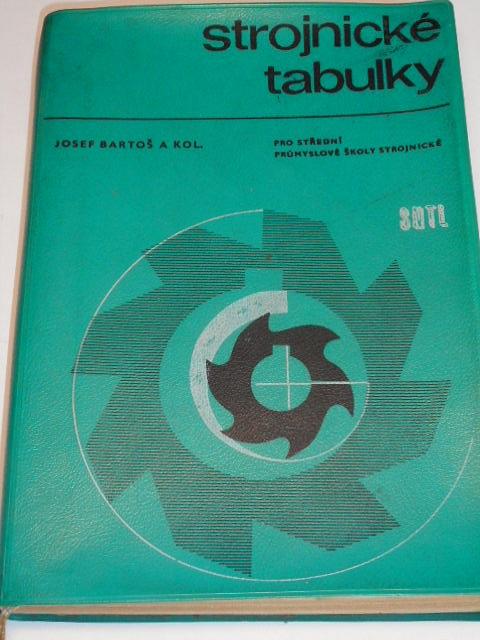 strojnické
tabulky
JOSEF BARTOŠ A KOL.
PRO STŘEDNÍ
PRŮMYSLOVÉ ŠKOLY STROJNICKÉ
SNTL